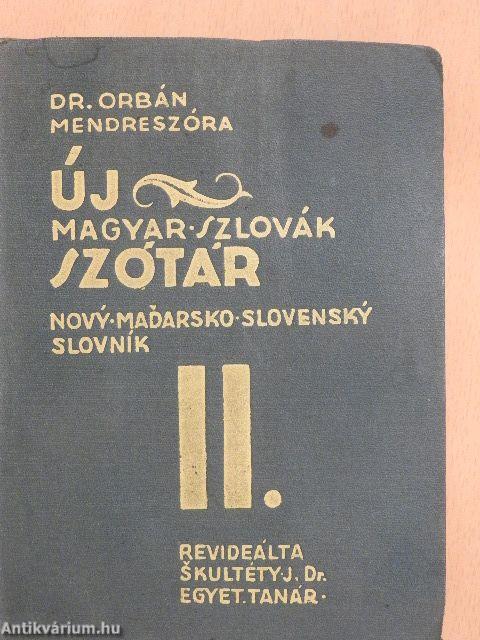 DR. ORBÁN
MENDRESZÓRA
ÚJ
MAGYAR·SZLOVÁK
SZÓTÁR
NOVÝ·MAĎARSKO·SLOVENSKÝ
SLOVNÍK
II.
REVIDEÁLTA
ŠKULTÉTY·J. Dr.
EGYET. TANÁR·
Antikvárium.hu